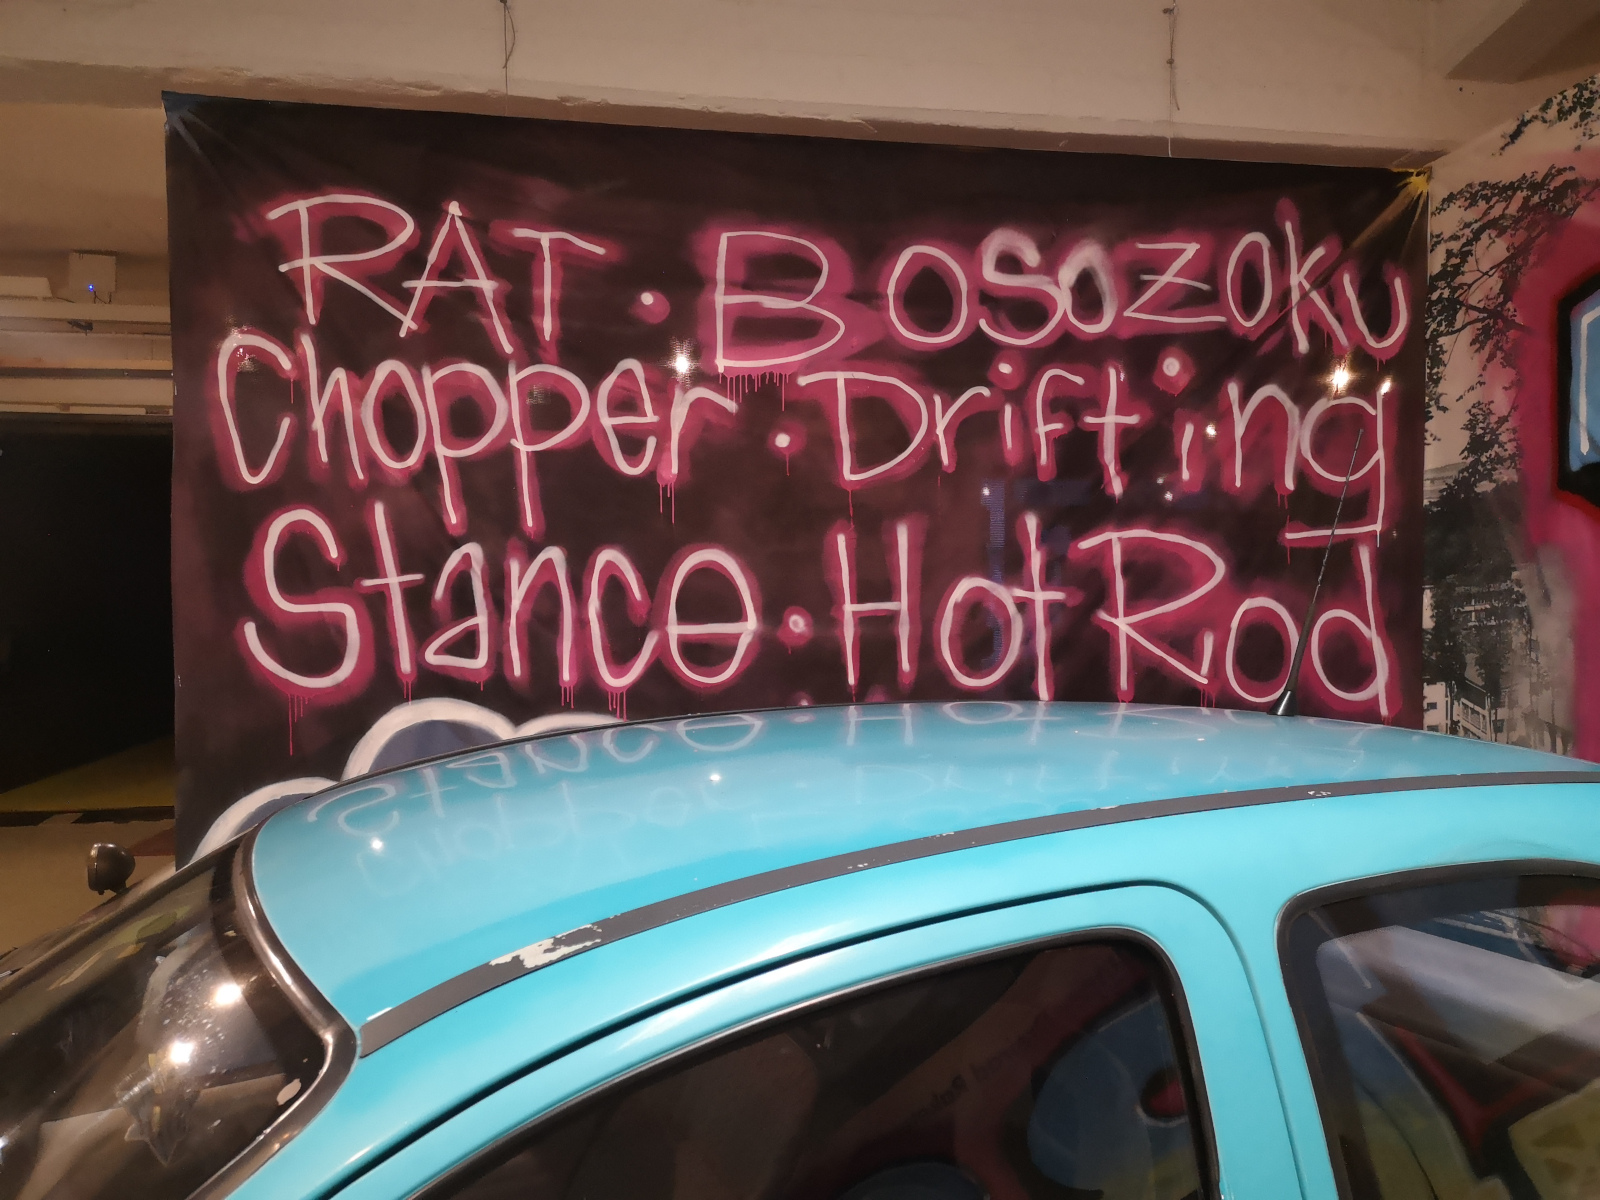 RAT · Bosozoku
Chopper · Drifting
Stance · Hot Rod